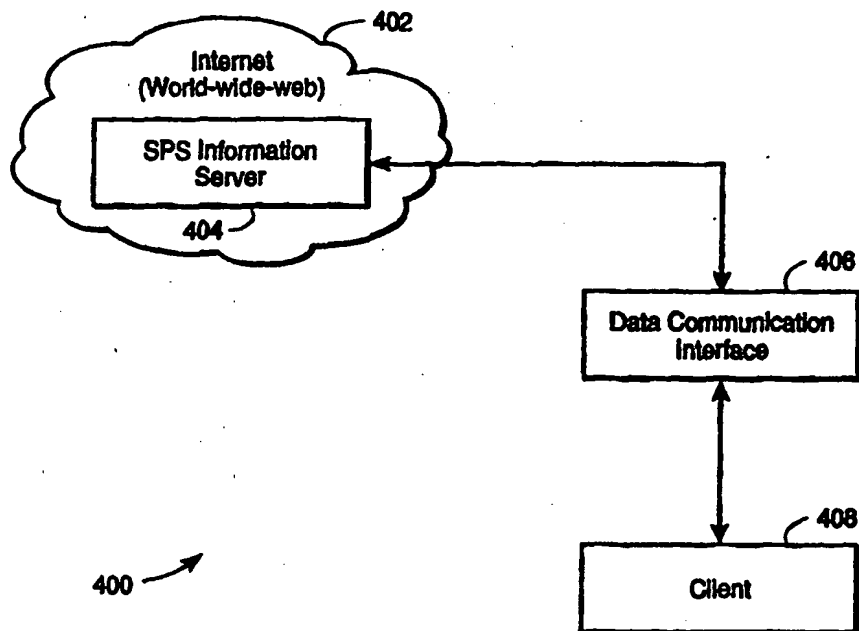 402
Internet
(World-wide-web)
SPS Information
Server
404
406
Data Communication
Interface
408
Client
400